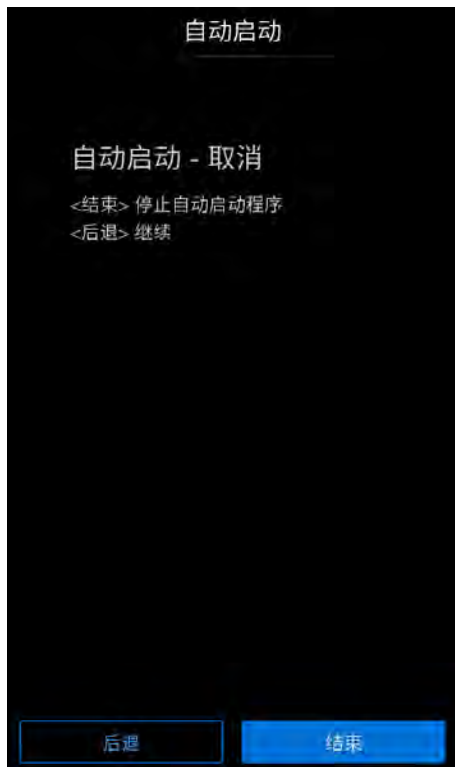 自动启动
自动启动 - 取消
<结束> 停止自动启动程序
<后退> 继续
后退
结束